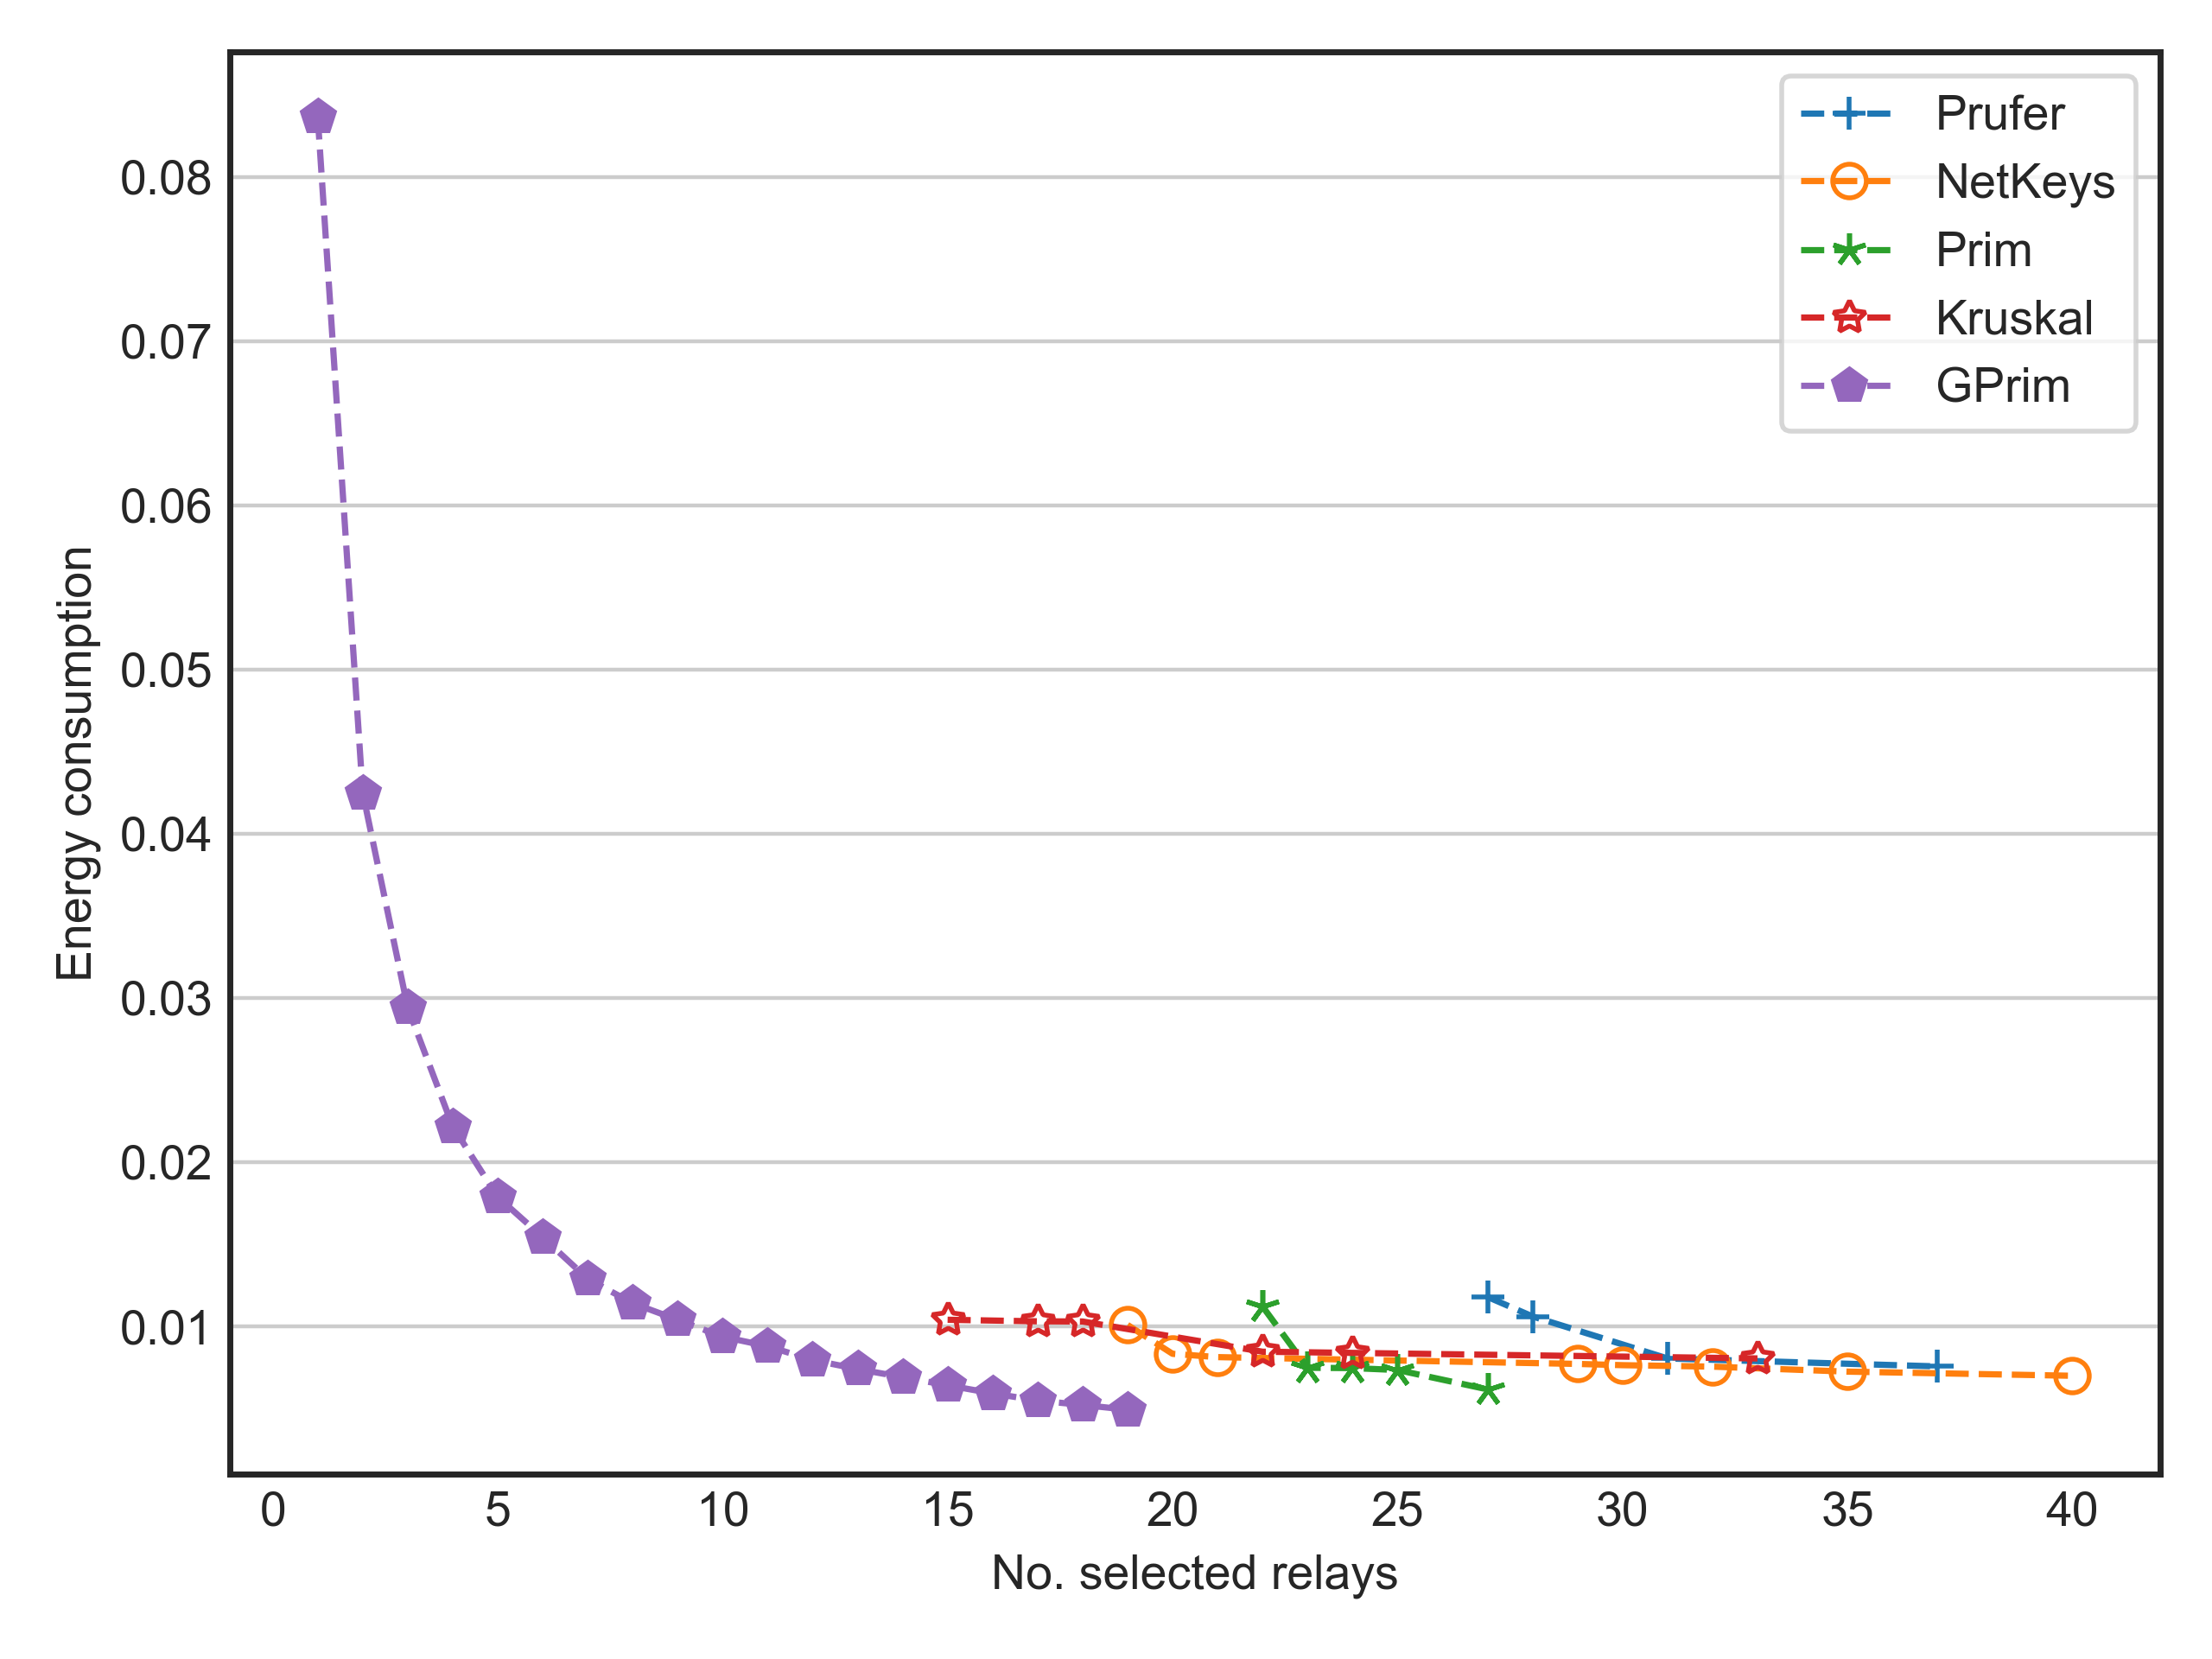 Prufer
NetKeys
Prim
Kruskal
GPrim
Energy consumption
0.08
0.07
0.06
0.05
0.04
0.03
0.02
0.01
0 5 10 15 20 25 30 35 40
No. selected relays